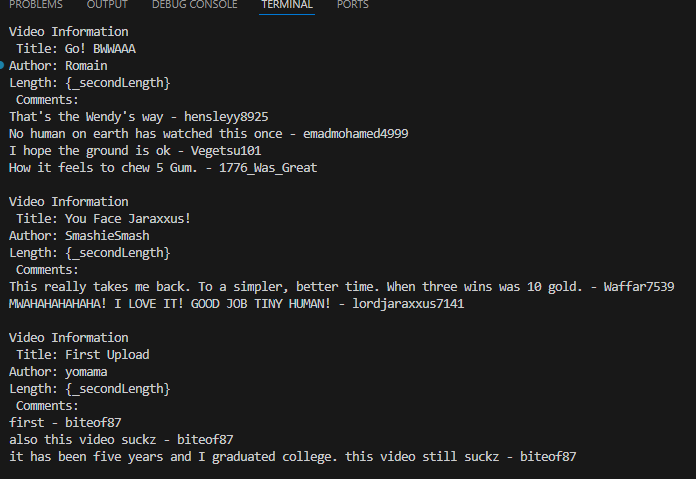 PROBLEMS OUTPUT DEBUG CONSOLE TERMINAL PORTS
Video Information
Title: Go! BWWAAA
Author: Romain
Length: {_secondLength}
Comments:
That's the Wendy's way - hensleyy8925
No human on earth has watched this once - emadmohamed4999
I hope the ground is ok - Vegetsu101
How it feels to chew 5 Gum. - 1776_Was_Great
Video Information
Title: You Face Jaraxxus!
Author: SmashieSmash
Length: {_secondLength}
Comments:
This really takes me back. To a simpler, better time. When three wins was 10 gold. - Waffar7539
MWAHAHAHAHAHA! I LOVE IT! GOOD JOB TINY HUMAN! - lordjaraxxus7141
Video Information
Title: First Upload
Author: yomama
Length: {_secondLength}
Comments:
first - biteof87
also this video suckz - biteof87
it has been five years and I graduated college. this video still suckz - biteof87